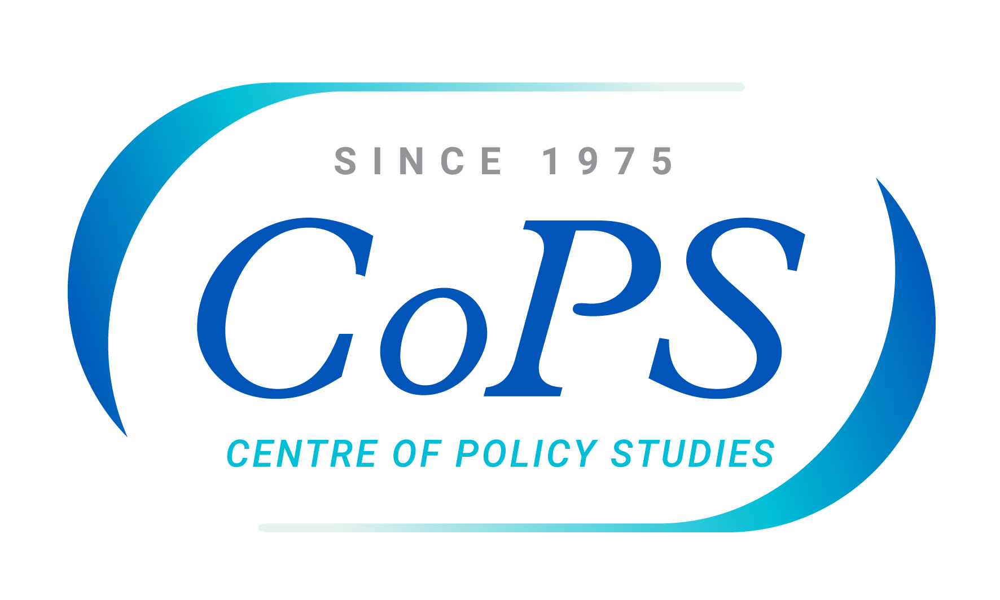 SINCE 1975
CoPS
CENTRE OF POLICY STUDIES